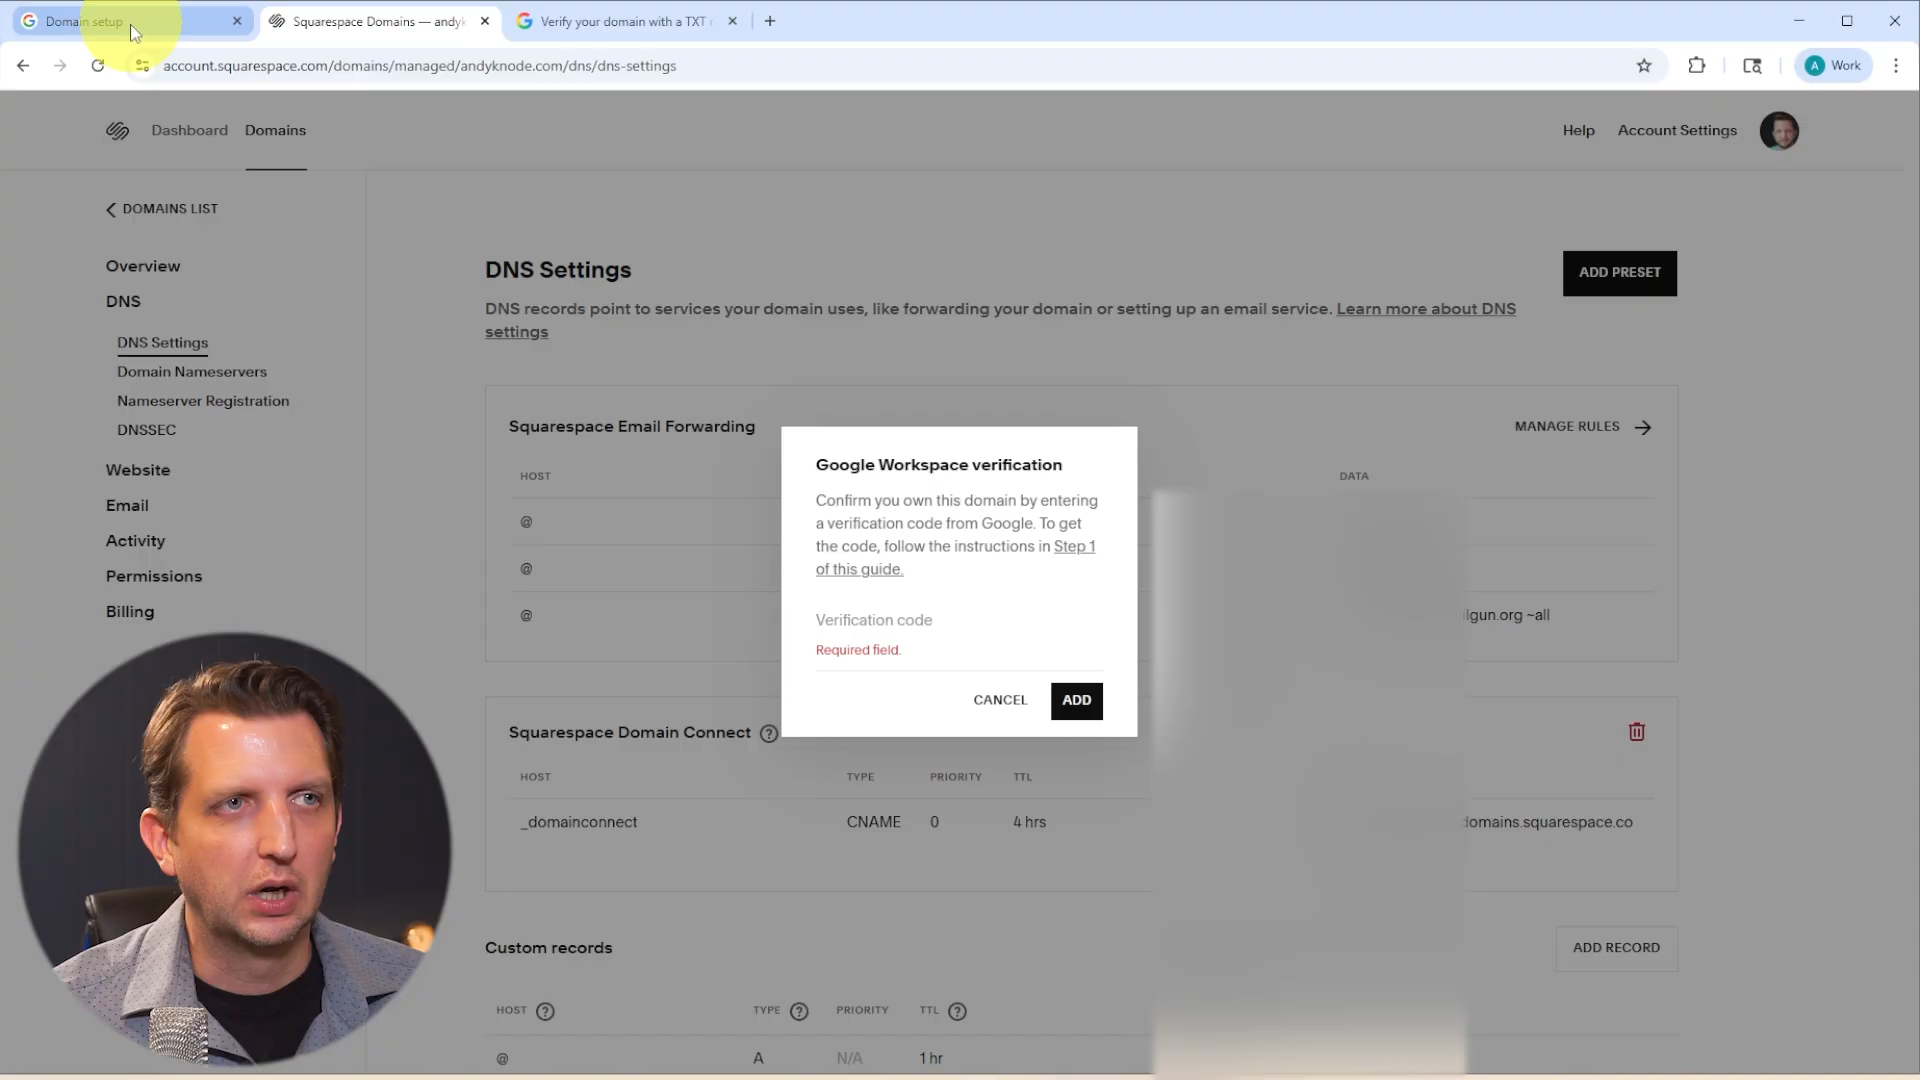 Domain setup
Squarespace Domains — andyk
Verify your domain with a TXT r
account.squarespace.com/domains/managed/andyknode.com/dns/dns-settings
A Work
Dashboard
Domains
Help
Account Settings
DOMAINS LIST
Overview
DNS
DNS Settings
Domain Nameservers
Nameserver Registration
DNSSEC
Website
Email
Activity
Permissions
Billing
DNS Settings
ADD PRESET
DNS records point to services your domain uses, like forwarding your domain or setting up an email service. Learn more about DNS
settings
Squarespace Email Forwarding
MANAGE RULES
HOST
DATA
@
@
@
ilgun.org ~all
Google Workspace verification
Confirm you own this domain by entering
a verification code from Google. To get
the code, follow the instructions in Step 1
of this guide.
Verification code
Required field.
CANCEL
ADD
Squarespace Domain Connect ?
HOST TYPE PRIORITY TTL
_domainconnect CNAME 0 4 hrs
domains.squarespace.co
Custom records
ADD RECORD
HOST ? TYPE ? PRIORITY TTL ?
@ A N/A 1 hr